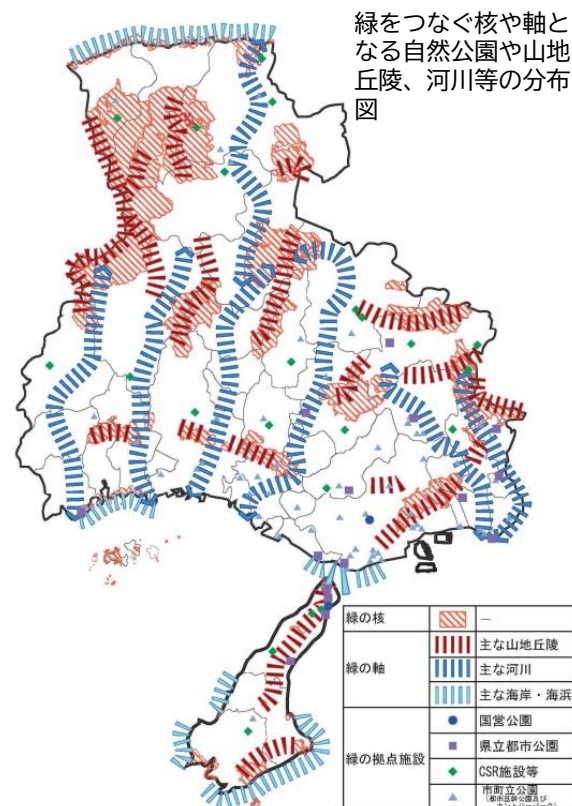 緑をつなぐ核や軸と
なる自然公園や山地
丘陵、河川等の分布
図
緑の核
－
緑の軸
主な山地丘陵
主な河川
主な海岸・海浜
緑の拠点施設
国営公園
県立都市公園
CSR施設等
市町立公園